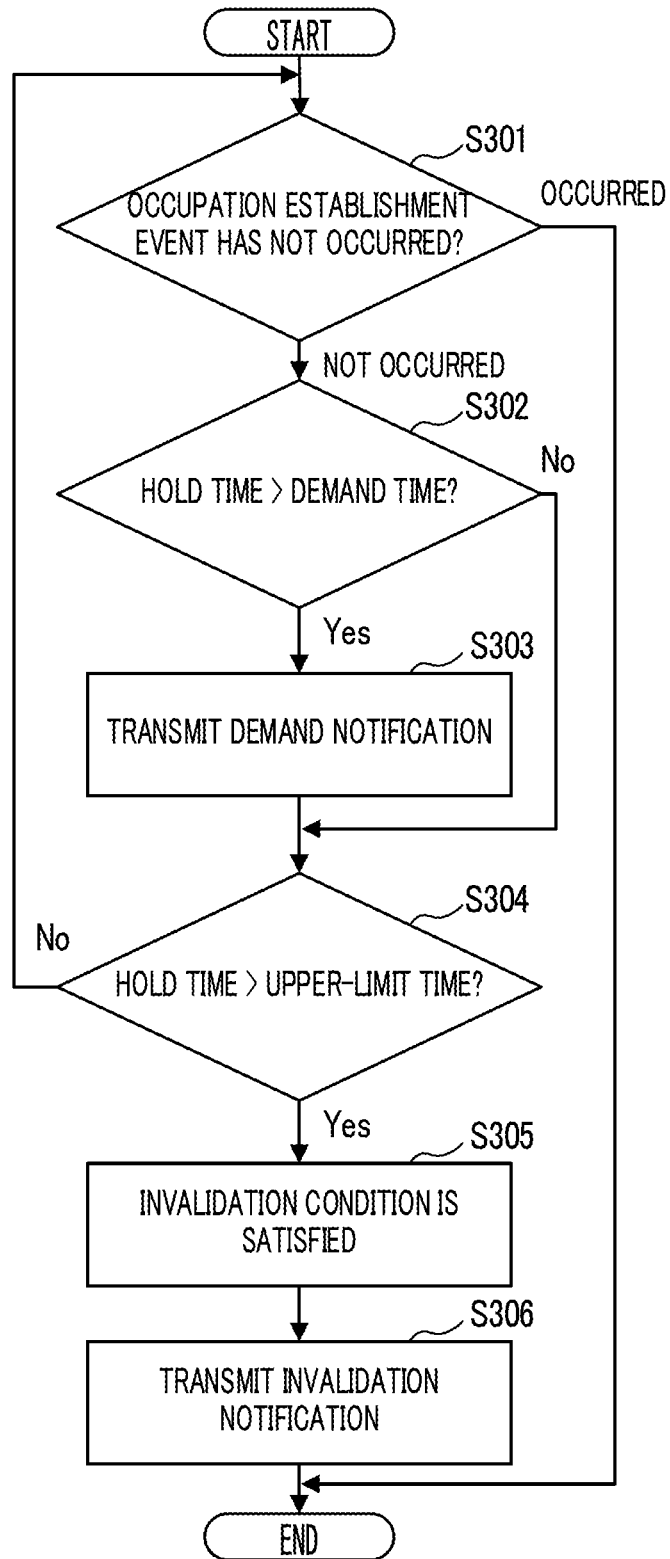 START
S301
OCCUPATION ESTABLISHMENT
EVENT HAS NOT OCCURRED?
OCCURRED
NOT OCCURRED
S302
HOLD TIME > DEMAND TIME?
No
Yes
S303
TRANSMIT DEMAND NOTIFICATION
S304
No
HOLD TIME > UPPER-LIMIT TIME?
Yes
S305
INVALIDATION CONDITION IS
SATISFIED
S306
TRANSMIT INVALIDATION
NOTIFICATION
END